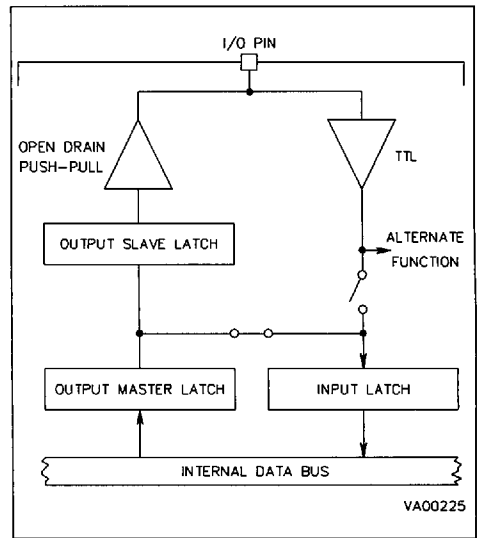 I/O PIN
OPEN DRAIN
PUSH-PULL
TTL
OUTPUT SLAVE LATCH
ALTERNATE
FUNCTION
OUTPUT MASTER LATCH
INPUT LATCH
INTERNAL DATA BUS
VA00225